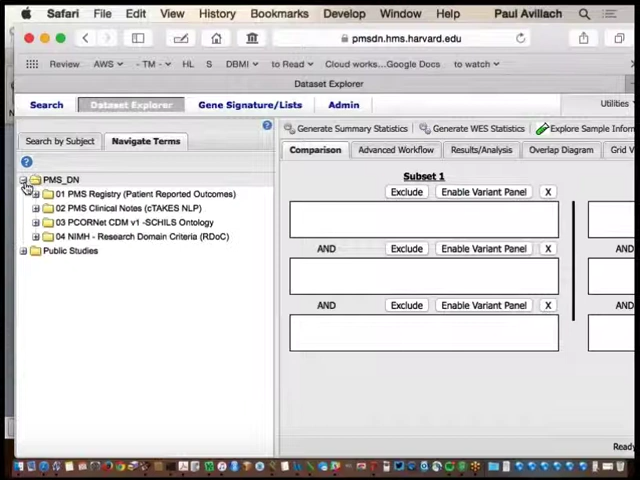 Safari File Edit View History Bookmarks Develop Window Help Paul Avillach
pmsdn.hms.harvard.edu
Review AWS - TM - HL S DBMI to Read Cloud works...Google Docs to watch
Dataset Explorer
Search Dataset Explorer Gene Signature/Lists Admin Utilities
Search by Subject Navigate Terms
Generate Summary Statistics Generate WES Statistics Explore Sample Infor
Comparison Advanced Workflow Results/Analysis Overlap Diagram Grid V
PMS_DN
01 PMS Registry (Patient Reported Outcomes)
02 PMS Clinical Notes (cTAKES NLP)
03 PCORNet CDM v1 -SCHILS Ontology
04 NIMH - Research Domain Criteria (RDoC)
Public Studies
Subset 1
Exclude Enable Variant Panel X
AND Exclude Enable Variant Panel X AND
AND Exclude Enable Variant Panel X AND
Ready